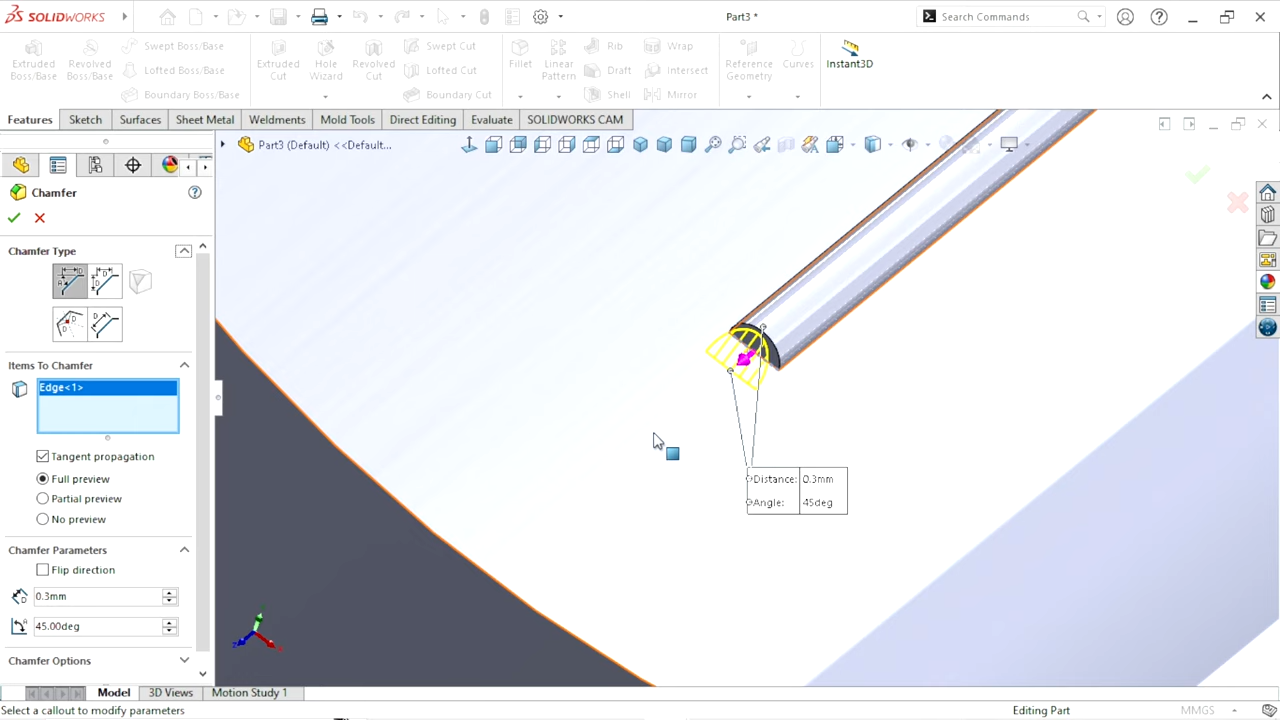 SOLIDWORKS
Part3 *
Search Commands
Extruded Boss/Base
Revolved Boss/Base
Swept Boss/Base
Lofted Boss/Base
Boundary Boss/Base
Extruded Cut
Hole Wizard
Revolved Cut
Swept Cut
Lofted Cut
Boundary Cut
Fillet
Linear Pattern
Rib
Draft
Shell
Wrap
Intersect
Mirror
Reference Geometry
Curves
Instant3D
Features
Sketch
Surfaces
Sheet Metal
Weldments
Mold Tools
Direct Editing
Evaluate
SOLIDWORKS CAM
Part3 (Default) <<Default...
Chamfer
Chamfer Type
Items To Chamfer
Edge<1>
Tangent propagation
Full preview
Partial preview
No preview
Chamfer Parameters
Flip direction
0.3mm
45.00deg
Chamfer Options
Distance: 0.3mm
Angle: 45deg
Model
3D Views
Motion Study 1
Select a callout to modify parameters
Editing Part
MMGS